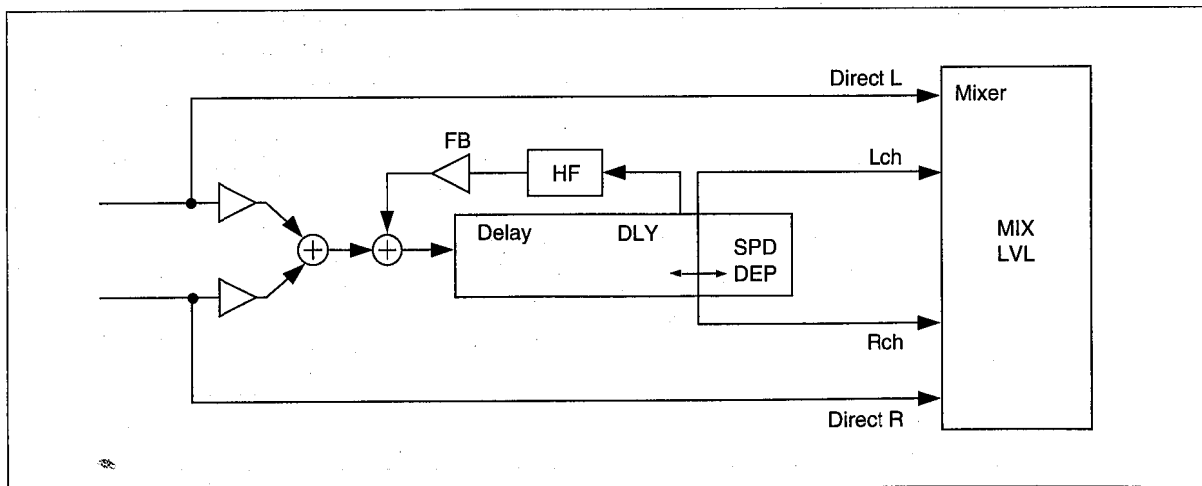 Direct L
Mixer
FB
Lch
HF
Delay
DLY
SPD
DEP
MIX
LVL
Rch
Direct R